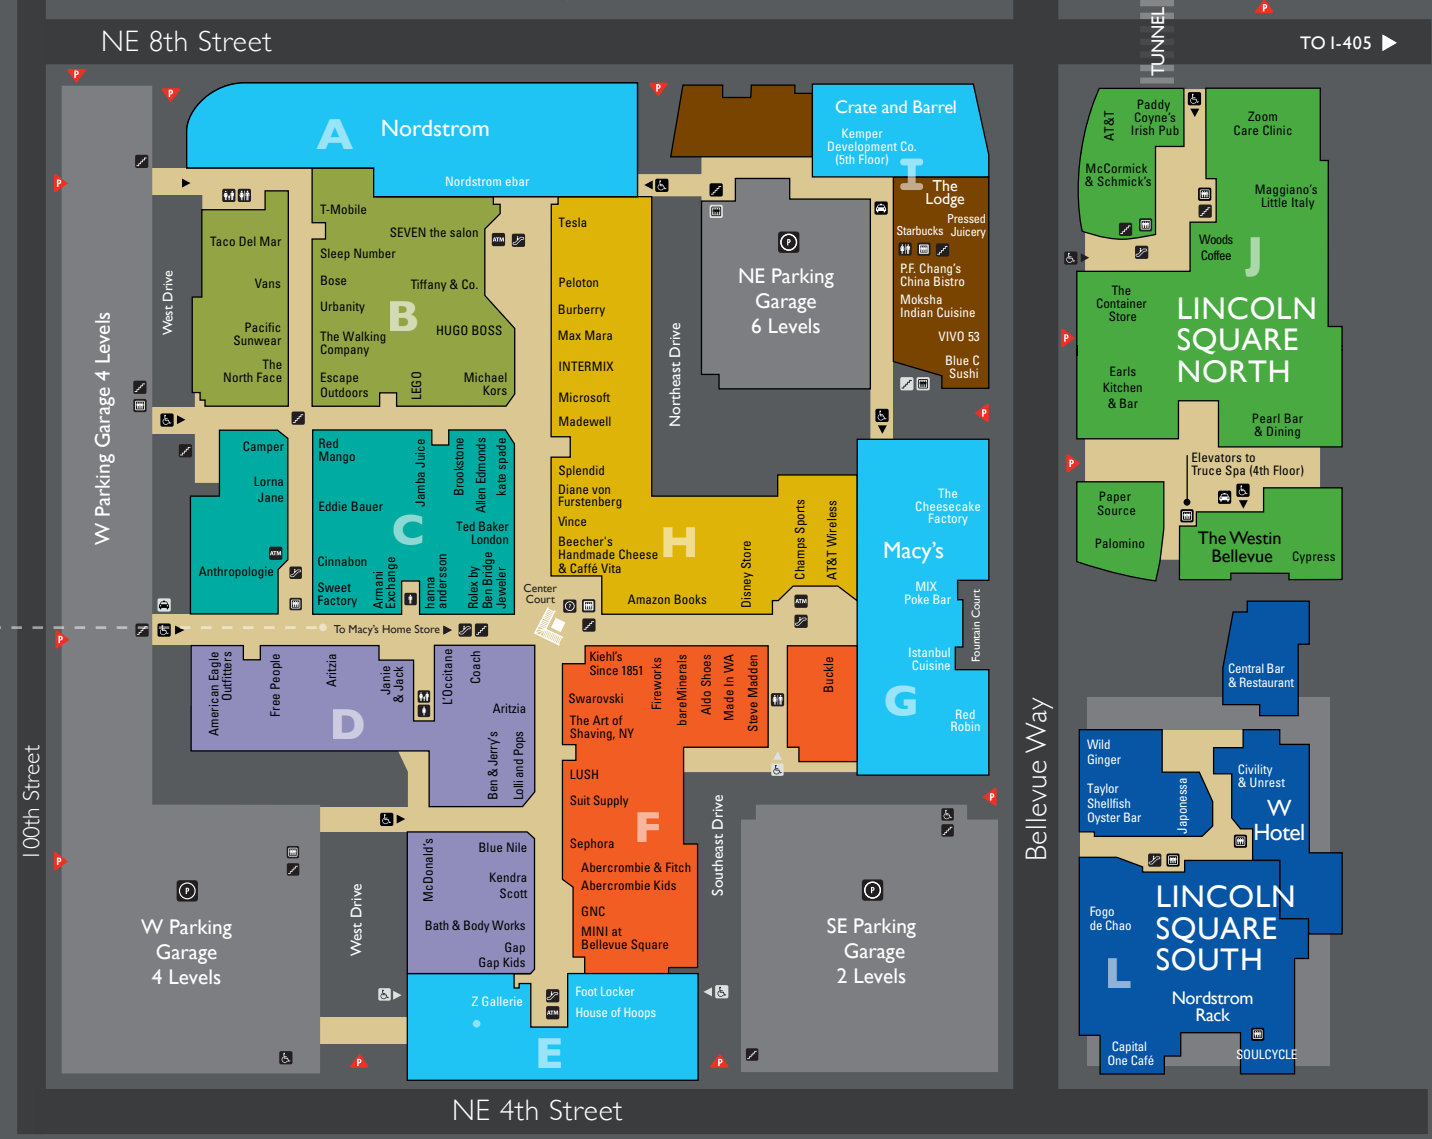 NE 8th Street
TO I-405
TUNNEL
P
P
P
P
A
Nordstrom
Nordstrom ebar
Crate and Barrel
Kemper
Development Co.
(5th Floor)
I
The
Lodge
Pressed
Juicery
Starbucks
P.F. Chang's
China Bistro
Moksha
Indian Cuisine
VIVO 53
Blue C
Sushi
AT&T
Paddy
Coyne's
Irish Pub
McCormick
& Schmick's
Zoom
Care Clinic
Maggiano's
Little Italy
Woods
Coffee
J
The
Container
Store
LINCOLN
SQUARE
NORTH
Earls
Kitchen
& Bar
Pearl Bar
& Dining
Elevators to
Truce Spa (4th Floor)
Paper
Source
Palomino
The Westin
Bellevue
Cypress
P
P
P
P
W Parking Garage 4 Levels
West Drive
Taco Del Mar
Vans
Pacific
Sunwear
The
North Face
T-Mobile
SEVEN the salon
ATM
Sleep Number
Bose
Tiffany & Co.
Urbanity
B
The Walking
Company
HUGO BOSS
Escape
Outdoors
LEGO
Michael
Kors
Tesla
Peloton
Burberry
Max Mara
INTERMIX
Microsoft
Madewell
Splendid
Diane von
Furstenberg
Vince
Beecher's
Handmade Cheese
& Caffé Vita
H
Amazon Books
Disney Store
Champs Sports
AT&T Wireless
ATM
Northeast Drive
P
NE Parking
Garage
6 Levels
Camper
Lorna
Jane
ATM
Anthropologie
Red
Mango
Jamba Juice
Brookstone
Allen Edmonds
kate spade
Eddie Bauer
C
Ted Baker
London
Cinnabon
Sweet
Factory
Armani
Exchange
hanna
andersson
Rolex by
Ben Bridge
Jeweler
Center
Court
To Macy's Home Store
The
Cheesecake
Factory
Macy's
MIX
Poke Bar
Istanbul
Cuisine
G
Red
Robin
Fountain Court
P
American Eagle
Outfitters
Free People
Aritzia
Janie
& Jack
L'Occitane
Coach
D
Aritzia
Ben & Jerry's
Lolli and Pops
Kiehl's
Since 1851
Fireworks
bareMinerals
Aldo Shoes
Made In WA
Steve Madden
Buckle
Swarovski
The Art of
Shaving, NY
LUSH
Suit Supply
F
Sephora
Abercrombie & Fitch
Abercrombie Kids
GNC
MINI at
Bellevue Square
Southeast Drive
P
SE Parking
Garage
2 Levels
P
Bellevue Way
100th Street
P
P
W Parking
Garage
4 Levels
West Drive
McDonald's
Blue Nile
Kendra
Scott
Bath & Body Works
Gap
Gap Kids
Z Gallerie
ATM
Foot Locker
House of Hoops
E
P
P
Central Bar
& Restaurant
Wild
Ginger
Taylor
Shellfish
Oyster Bar
Japonessa
Civility
& Unrest
W
Hotel
Fogo
de Chao
LINCOLN
SQUARE
SOUTH
L
Nordstrom
Rack
Capital
One Café
SOULCYCLE
NE 4th Street